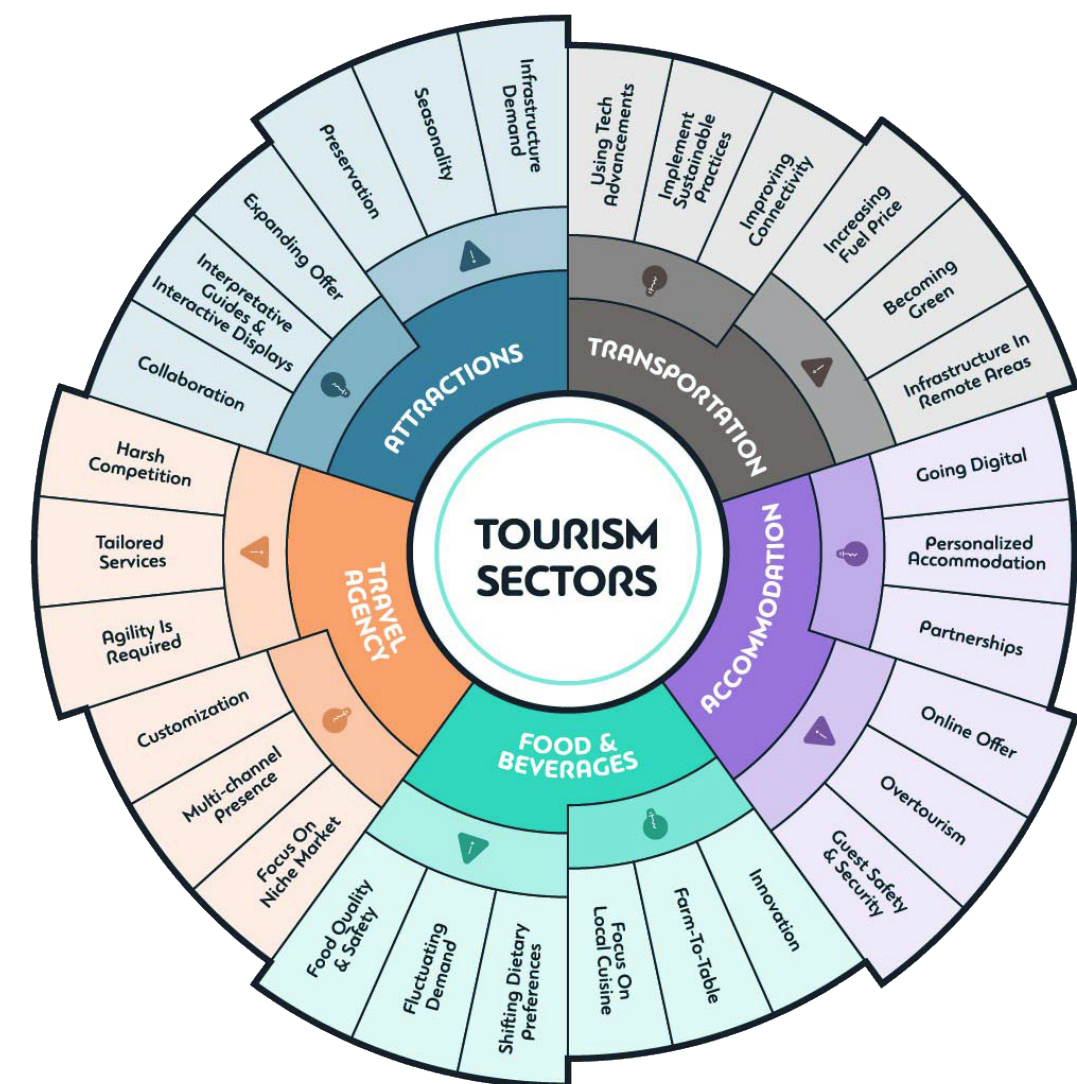 TOURISM
SECTORS
TRANSPORTATION
Using Tech
Advancements
Implement
Sustainable
Practices
Improving
Connectivity
Increasing
Fuel Price
Becoming
Green
Infrastructure In
Remote Areas
ACCOMMODATION
Going Digital
Personalized
Accommodation
Partnerships
Online Offer
Overtourism
Guest Safety
& Security
FOOD &
BEVERAGES
Innovation
Farm-To-Table
Focus On
Local Cuisine
Shifting Dietary
Preferences
Fluctuating
Demand
Food Quality
& Safety
TRAVEL
AGENCY
Focus On
Niche Market
Multi-channel
Presence
Customization
Agility Is
Required
Tailored
Services
Harsh
Competition
ATTRACTIONS
Collaboration
Interpretative
Guides &
Interactive Displays
Expanding Offer
Preservation
Seasonality
Infrastructure
Demand